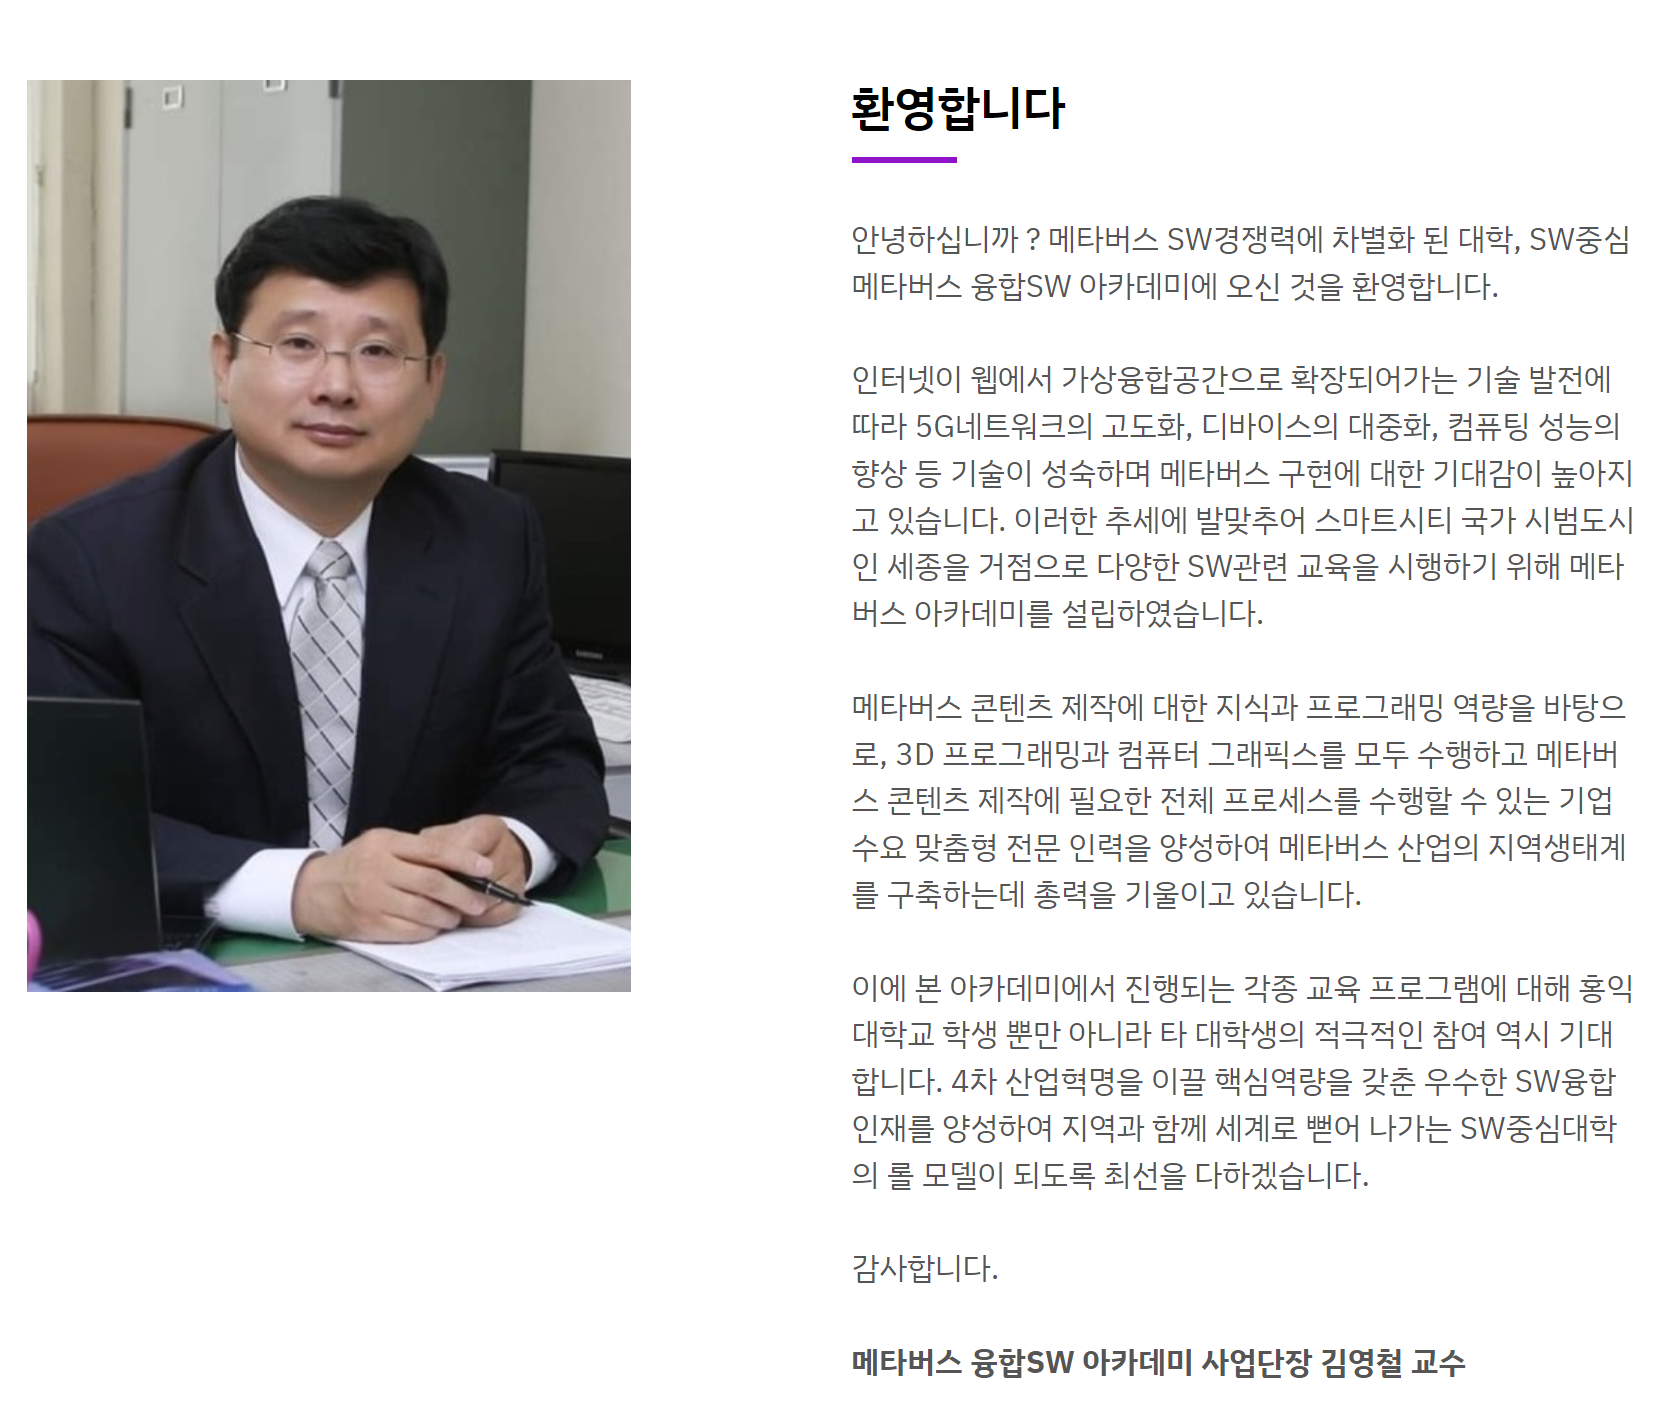 환영합니다
안녕하십니까 ? 메타버스 SW경쟁력에 차별화 된 대학, SW중심
메타버스 융합SW 아카데미에 오신 것을 환영합니다.
인터넷이 웹에서 가상융합공간으로 확장되어가는 기술 발전에
따라 5G네트워크의 고도화, 디바이스의 대중화, 컴퓨팅 성능의
향상 등 기술이 성숙하며 메타버스 구현에 대한 기대감이 높아지
고 있습니다. 이러한 추세에 발맞추어 스마트시티 국가 시범도시
인 세종을 거점으로 다양한 SW관련 교육을 시행하기 위해 메타
버스 아카데미를 설립하였습니다.
메타버스 콘텐츠 제작에 대한 지식과 프로그래밍 역량을 바탕으
로, 3D 프로그래밍과 컴퓨터 그래픽스를 모두 수행하고 메타버
스 콘텐츠 제작에 필요한 전체 프로세스를 수행할 수 있는 기업
수요 맞춤형 전문 인력을 양성하여 메타버스 산업의 지역생태계
를 구축하는데 총력을 기울이고 있습니다.
이에 본 아카데미에서 진행되는 각종 교육 프로그램에 대해 홍익
대학교 학생 뿐만 아니라 타 대학생의 적극적인 참여 역시 기대
합니다. 4차 산업혁명을 이끌 핵심역량을 갖춘 우수한 SW융합
인재를 양성하여 지역과 함께 세계로 뻗어 나가는 SW중심대학
의 롤 모델이 되도록 최선을 다하겠습니다.
감사합니다.
메타버스 융합SW 아카데미 사업단장 김영철 교수